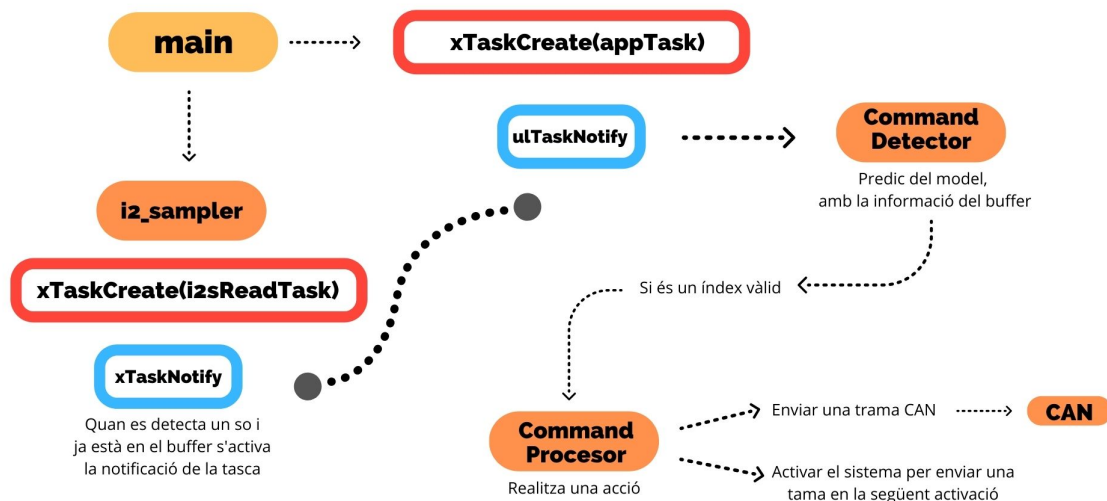 main
xTaskCreate(appTask)
ulTaskNotify
Command
Detector
Predic del model,
amb la informació del buffer
i2_sampler
xTaskCreate(i2sReadTask)
Si és un índex vàlid
xTaskNotify
Quan es detecta un so i
ja està en el buffer s'activa
la notificació de la tasca
Command
Procesor
Realitza una acció
Enviar una trama CAN
CAN
Activar el sistema per enviar una
tama en la següent activació